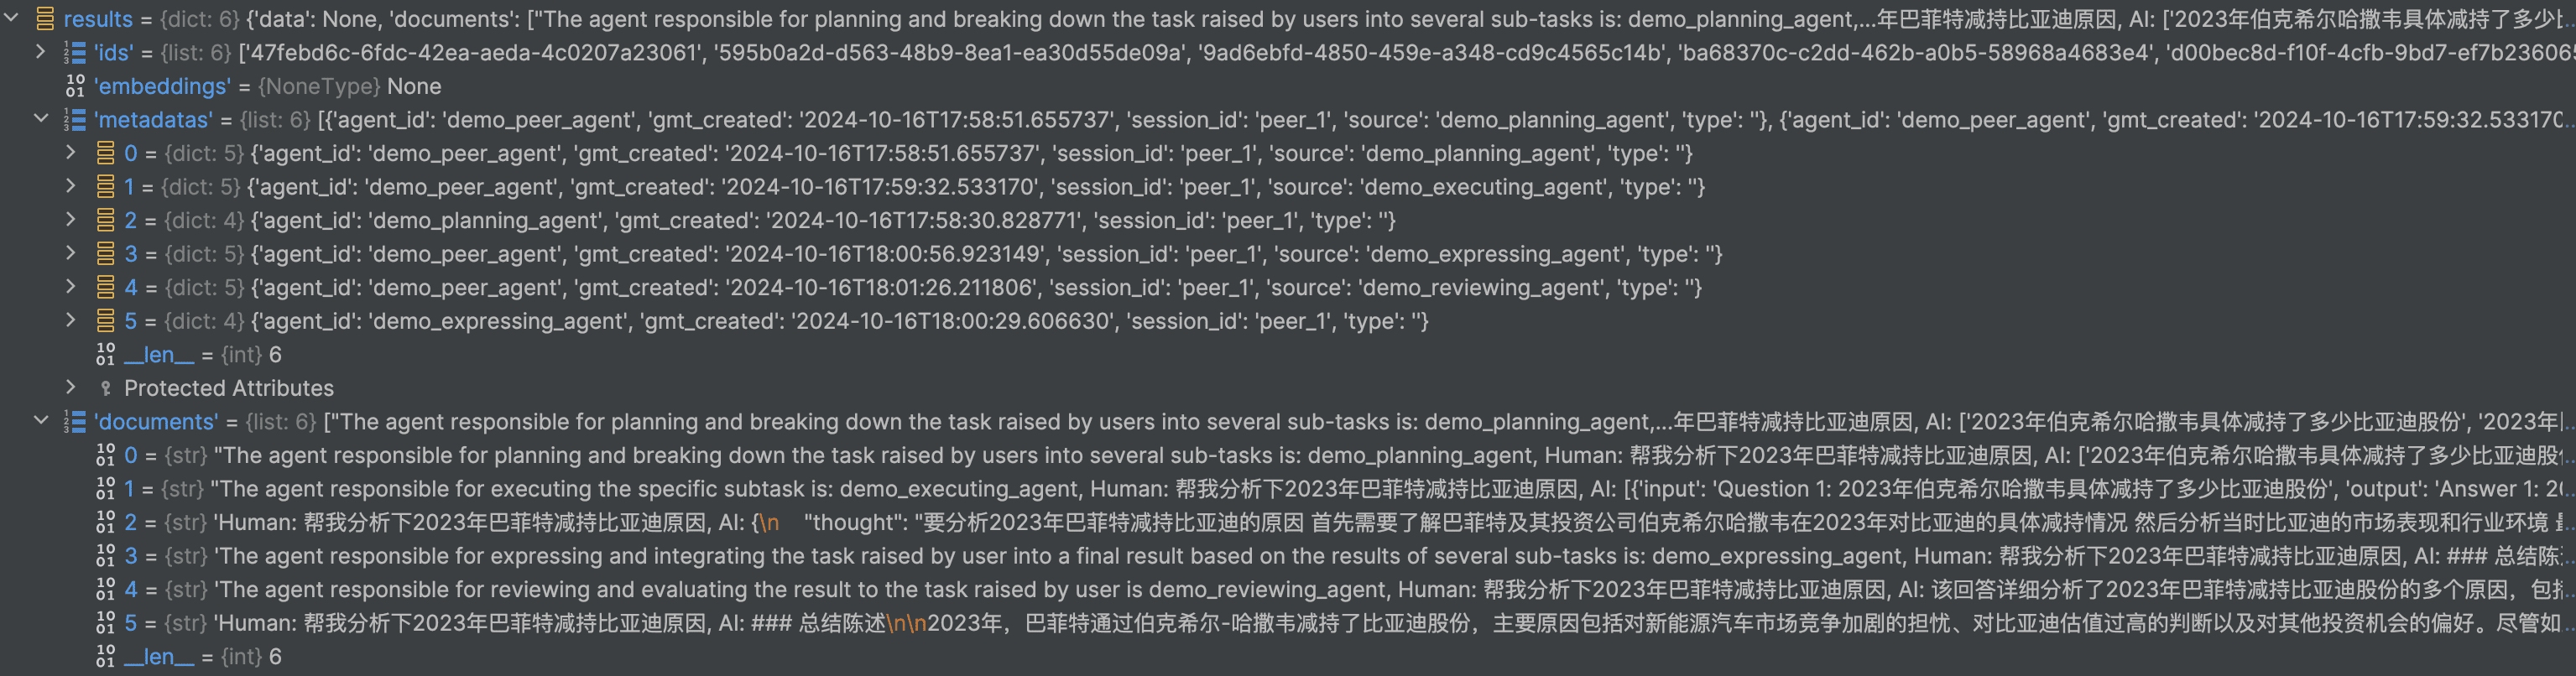 results = {dict: 6} {'data': None, 'documents': ["The agent responsible for planning and breaking down the task raised by users into several sub-tasks is: demo_planning_agent,...年巴菲特减持比亚迪原因, AI: ['2023年伯克希尔哈撒韦具体减持了多少比
'ids' = {list: 6} ['47febd6c-6fdc-42ea-aeda-4c0207a23061', '595b0a2d-d563-48b9-8ea1-ea30d55de09a', '9ad6ebfd-4850-459e-a348-cd9c4565c14b', 'ba68370c-c2dd-462b-a0b5-58968a4683e4', 'd00bec8d-f10f-4cfb-9bd7-ef7b236065
'embeddings' = {NoneType} None
'metadatas' = {list: 6} [{'agent_id': 'demo_peer_agent', 'gmt_created': '2024-10-16T17:58:51.655737', 'session_id': 'peer_1', 'source': 'demo_planning_agent', 'type': ''}, {'agent_id': 'demo_peer_agent', 'gmt_created': '2024-10-16T17:59:32.533170...
0 = {dict: 5} {'agent_id': 'demo_peer_agent', 'gmt_created': '2024-10-16T17:58:51.655737', 'session_id': 'peer_1', 'source': 'demo_planning_agent', 'type': ''}
1 = {dict: 5} {'agent_id': 'demo_peer_agent', 'gmt_created': '2024-10-16T17:59:32.533170', 'session_id': 'peer_1', 'source': 'demo_executing_agent', 'type': ''}
2 = {dict: 4} {'agent_id': 'demo_planning_agent', 'gmt_created': '2024-10-16T17:58:30.828771', 'session_id': 'peer_1', 'type': ''}
3 = {dict: 5} {'agent_id': 'demo_peer_agent', 'gmt_created': '2024-10-16T18:00:56.923149', 'session_id': 'peer_1', 'source': 'demo_expressing_agent', 'type': ''}
4 = {dict: 5} {'agent_id': 'demo_peer_agent', 'gmt_created': '2024-10-16T18:01:26.211806', 'session_id': 'peer_1', 'source': 'demo_reviewing_agent', 'type': ''}
5 = {dict: 4} {'agent_id': 'demo_expressing_agent', 'gmt_created': '2024-10-16T18:00:29.606630', 'session_id': 'peer_1', 'type': ''}
__len__ = {int} 6
Protected Attributes
'documents' = {list: 6} ["The agent responsible for planning and breaking down the task raised by users into several sub-tasks is: demo_planning_agent,...年巴菲特减持比亚迪原因, AI: ['2023年伯克希尔哈撒韦具体减持了多少比亚迪股份', '2023年
0 = {str} "The agent responsible for planning and breaking down the task raised by users into several sub-tasks is: demo_planning_agent, Human: 帮我分析下2023年巴菲特减持比亚迪原因, AI: ['2023年伯克希尔哈撒韦具体减持了多少比亚迪股
1 = {str} "The agent responsible for executing the specific subtask is: demo_executing_agent, Human: 帮我分析下2023年巴菲特减持比亚迪原因, AI: [{'input': 'Question 1: 2023年伯克希尔哈撒韦具体减持了多少比亚迪股份', 'output': 'Answer 1: 20
2 = {str} 'Human: 帮我分析下2023年巴菲特减持比亚迪原因, AI: {\n "thought": "要分析2023年巴菲特减持比亚迪的原因 首先需要了解巴菲特及其投资公司伯克希尔哈撒韦在2023年对比亚迪的具体减持情况 然后分析当时比亚迪的市场表现和行业环境
3 = {str} 'The agent responsible for expressing and integrating the task raised by user into a final result based on the results of several sub-tasks is: demo_expressing_agent, Human: 帮我分析下2023年巴菲特减持比亚迪原因, AI: ### 总结陈
4 = {str} 'The agent responsible for reviewing and evaluating the result to the task raised by user is demo_reviewing_agent, Human: 帮我分析下2023年巴菲特减持比亚迪原因, AI: 该回答详细分析了2023年巴菲特减持比亚迪股份的多个原因，包括
5 = {str} 'Human: 帮我分析下2023年巴菲特减持比亚迪原因, AI: ### 总结陈述\n\n2023年，巴菲特通过伯克希尔-哈撒韦减持了比亚迪股份，主要原因包括对新能源汽车市场竞争加剧的担忧、对比亚迪估值过高的判断以及对其他投资机会的偏好。尽管如
__len__ = {int} 6